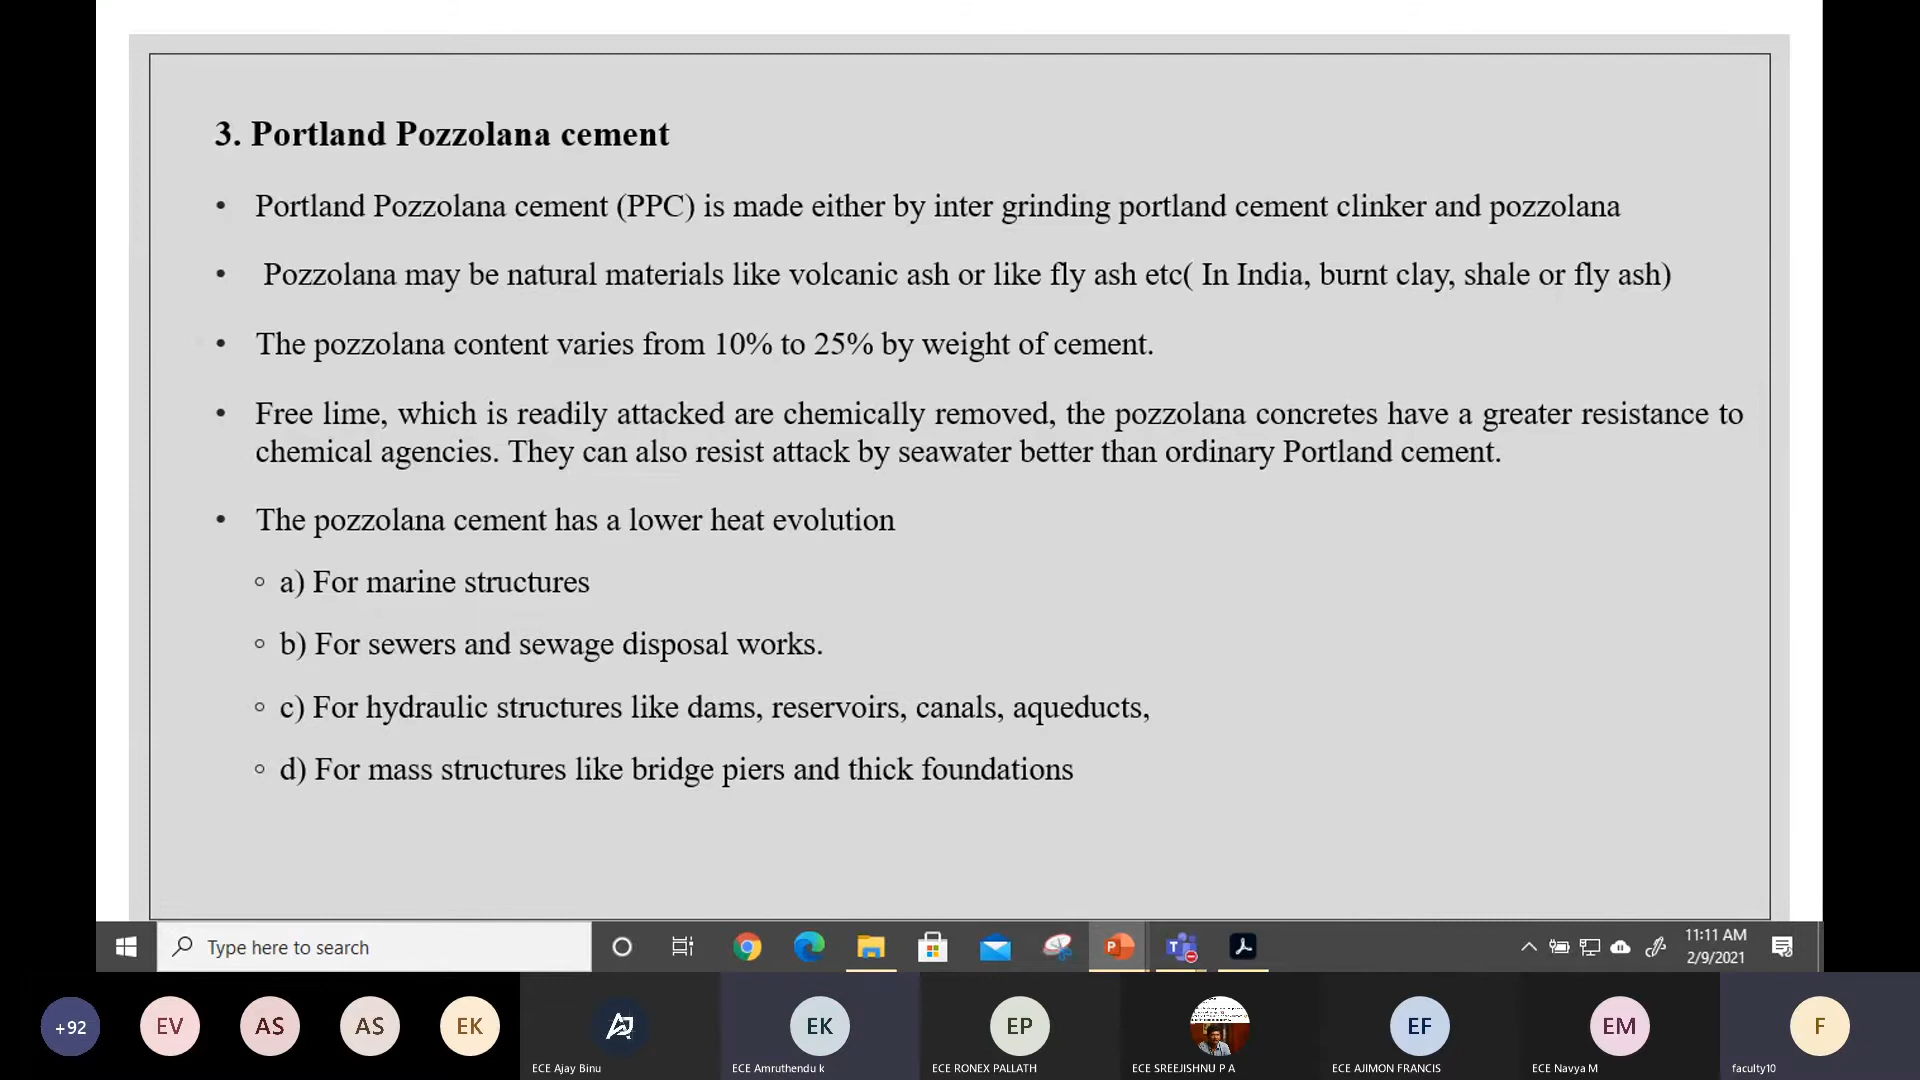 3. Portland Pozzolana cement
• Portland Pozzolana cement (PPC) is made either by inter grinding portland cement clinker and pozzolana
• Pozzolana may be natural materials like volcanic ash or like fly ash etc( In India, burnt clay, shale or fly ash)
• The pozzolana content varies from 10% to 25% by weight of cement.
• Free lime, which is readily attacked are chemically removed, the pozzolana concretes have a greater resistance to
chemical agencies. They can also resist attack by seawater better than ordinary Portland cement.
• The pozzolana cement has a lower heat evolution
◦ a) For marine structures
◦ b) For sewers and sewage disposal works.
◦ c) For hydraulic structures like dams, reservoirs, canals, aqueducts,
◦ d) For mass structures like bridge piers and thick foundations
Type here to search
11:11 AM
2/9/2021
+92 EV AS AS EK EK EP EF EM F
ECE Ajay Binu ECE Amruthendu k ECE RONEX PALLATH ECE SREEJISHNU P A ECE AJIMON FRANCIS ECE Navya M faculty10